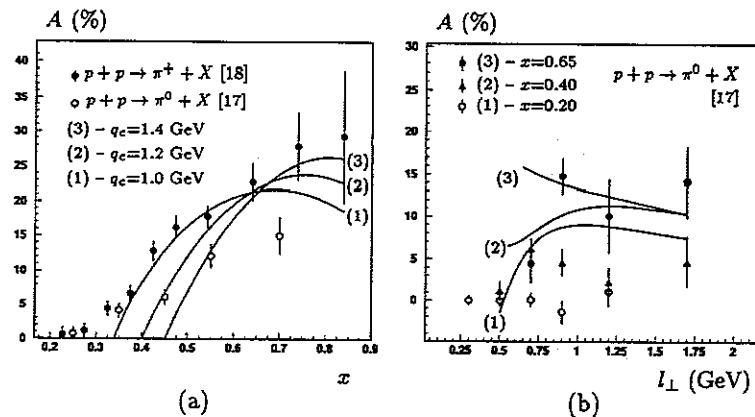 A (%)
40
35
30
25
20
15
10
5
0
p + p → π⁺ + X [18]
p + p → π⁰ + X [17]
(3) – q_c=1.4 GeV
(2) – q_c=1.2 GeV
(1) – q_c=1.0 GeV
(3)
(2)
(1)
0.2 0.3 0.4 0.5 0.6 0.7 0.8 0.9
x
(a)
A (%)
30
25
20
15
10
5
0
(3) – x=0.65
(2) – x=0.40
(1) – x=0.20
p + p → π⁰ + X
[17]
(3)
(2)
(1)
0.25 0.5 0.75 1 1.25 1.5 1.75 2
l⊥ (GeV)
(b)